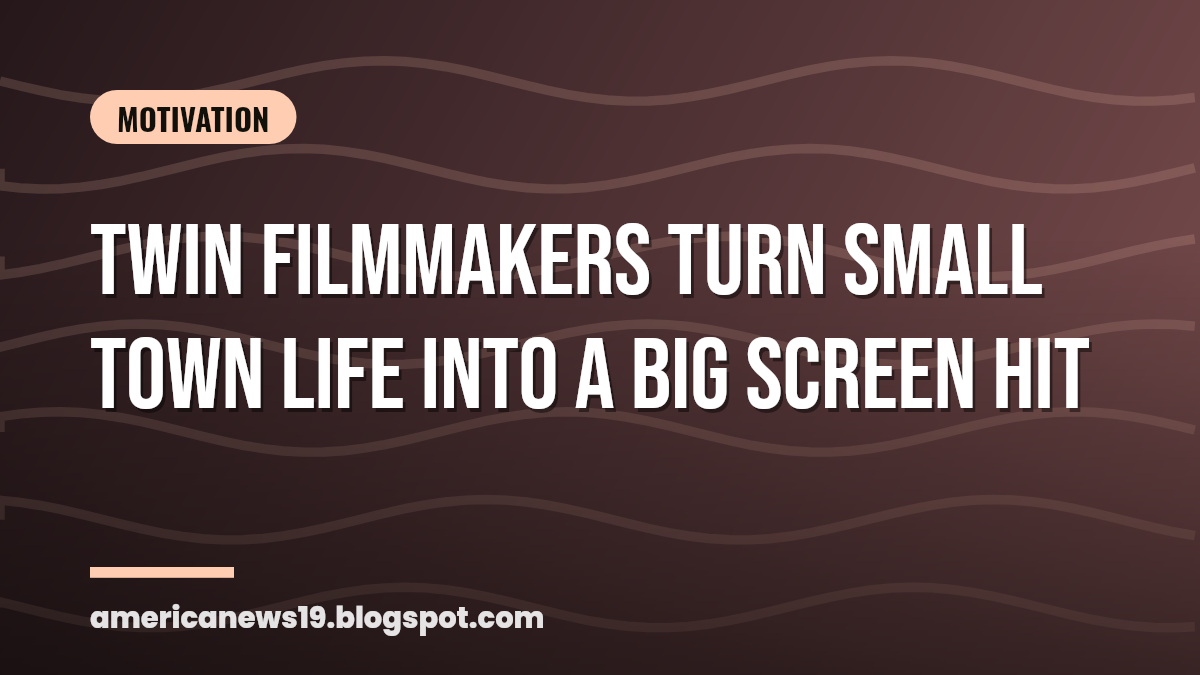 MOTIVATION
TWIN FILMMAKERS TURN SMALL
TOWN LIFE INTO A BIG SCREEN HIT
americanews19.blogspot.com